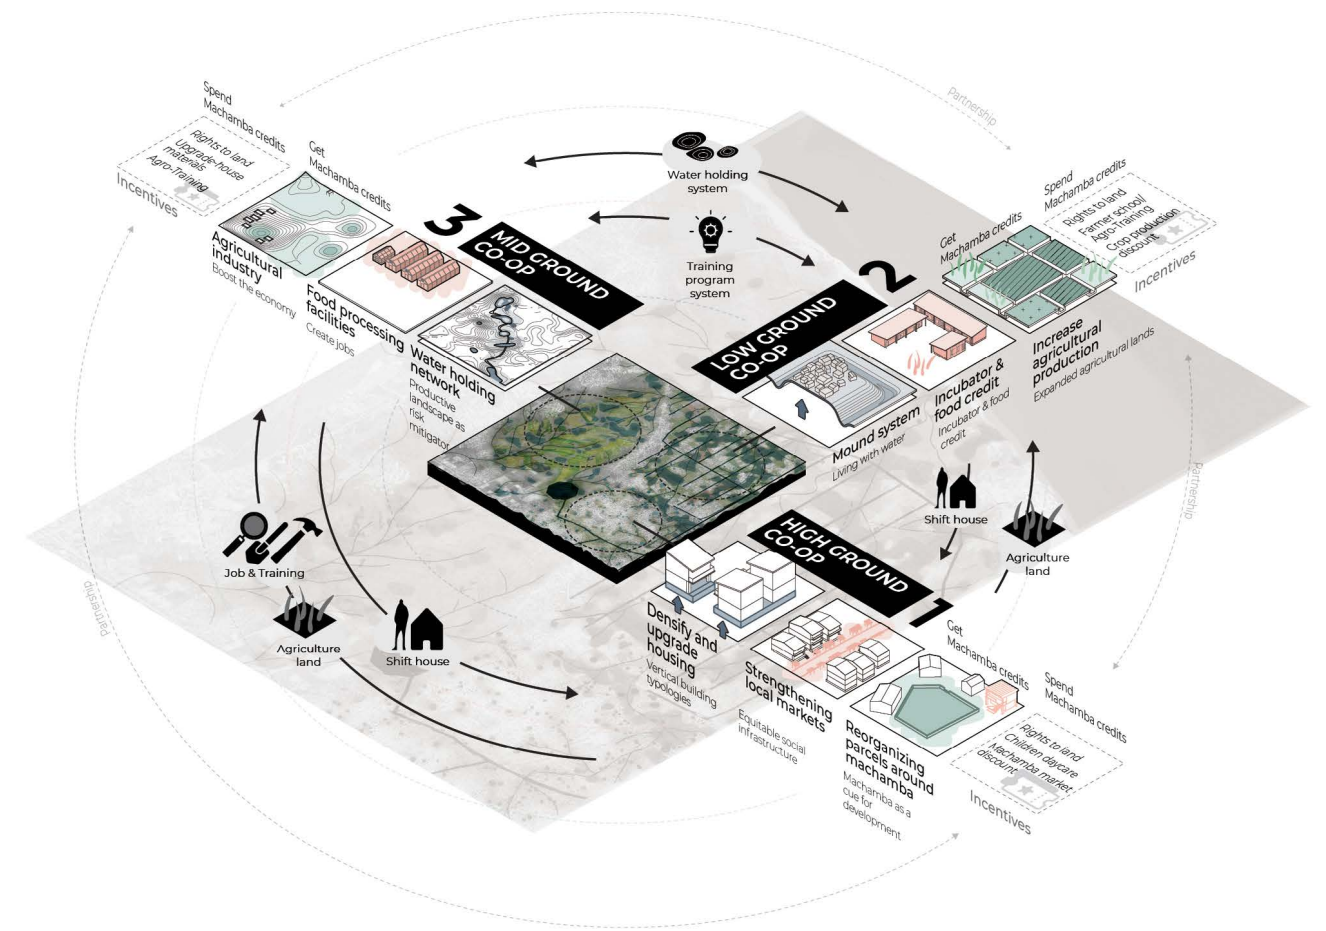 Partnership
Spend
Machamba credits
Rights to land
Upgrade-house
materials
Agro-Training
Incentives
Get
Machamba credits
Agricultural
industry
Boost the economy
Food processing
facilities
Create jobs
Water holding
network
Productive
landscape as
risk
mitigator
3
MID GROUND
CO-OP
Water holding
system
Training
program
system
2
LOW GROUND
CO-OP
Mound system
Living with water
Incubator &
food credit
Incubator & food
credit
Increase
agricultural
production
Expanded agricultural lands
Get
Machamba credits
Spend
Machamba credits
Rights to land
Farmer school/
Agro-Training
Crop production
discount
Incentives
Partnership
Shift house
Agriculture
land
1
HIGH GROUND
CO-OP
Densify and
upgrade
housing
Vertical building
typologies
Strengthening
local markets
Equitable social
infrastructure
Reorganizing
parcels around
machamba
Machamba as a
cue for
development
Get
Machamba credits
Spend
Machamba credits
Rights to land
Children daycare
Machamba market
discount
Incentives
Job & Training
Agriculture
land
Shift house
Partnership